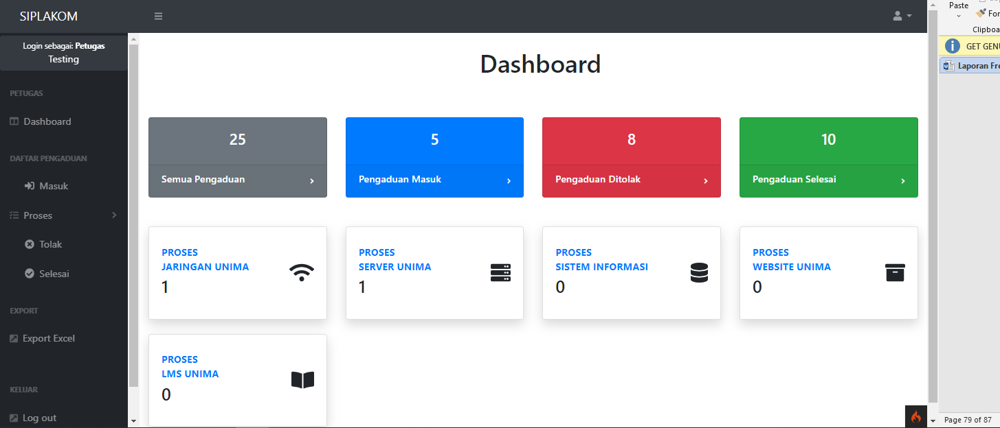 SIPLAKOM
Login sebagai: Petugas
Testing
PETUGAS
Dashboard
DAFTAR PENGADUAN
Masuk
Proses
Tolak
Selesai
EXPORT
Export Excel
KELUAR
Log out
Dashboard
25
Semua Pengaduan
5
Pengaduan Masuk
8
Pengaduan Ditolak
10
Pengaduan Selesai
PROSES
JARINGAN UNIMA
1
PROSES
SERVER UNIMA
1
PROSES
SISTEM INFORMASI
0
PROSES
WEBSITE UNIMA
0
PROSES
LMS UNIMA
0
Paste
For
Clipboa
GET GENU
Laporan Fre
Page 79 of 87